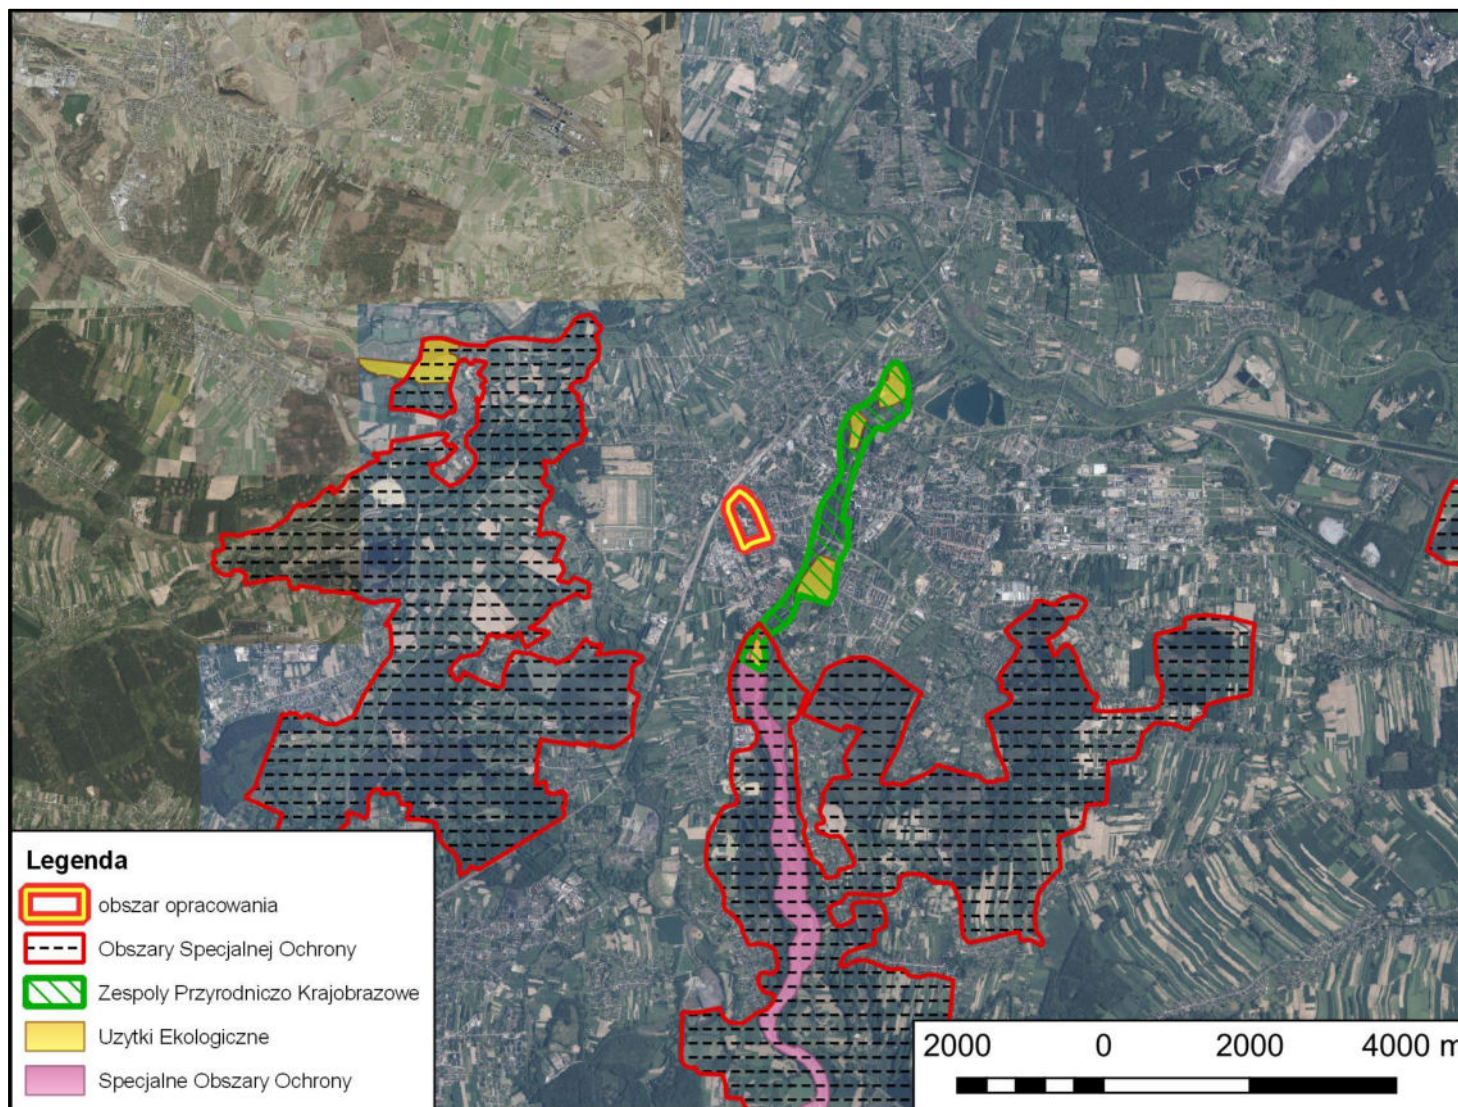 Legenda
obszar opracowania
Obszary Specjalnej Ochrony
Zespoly Przyrodniczo Krajobrazowe
Uzytki Ekologiczne
Specjalne Obszary Ochrony
2000 0 2000 4000 m